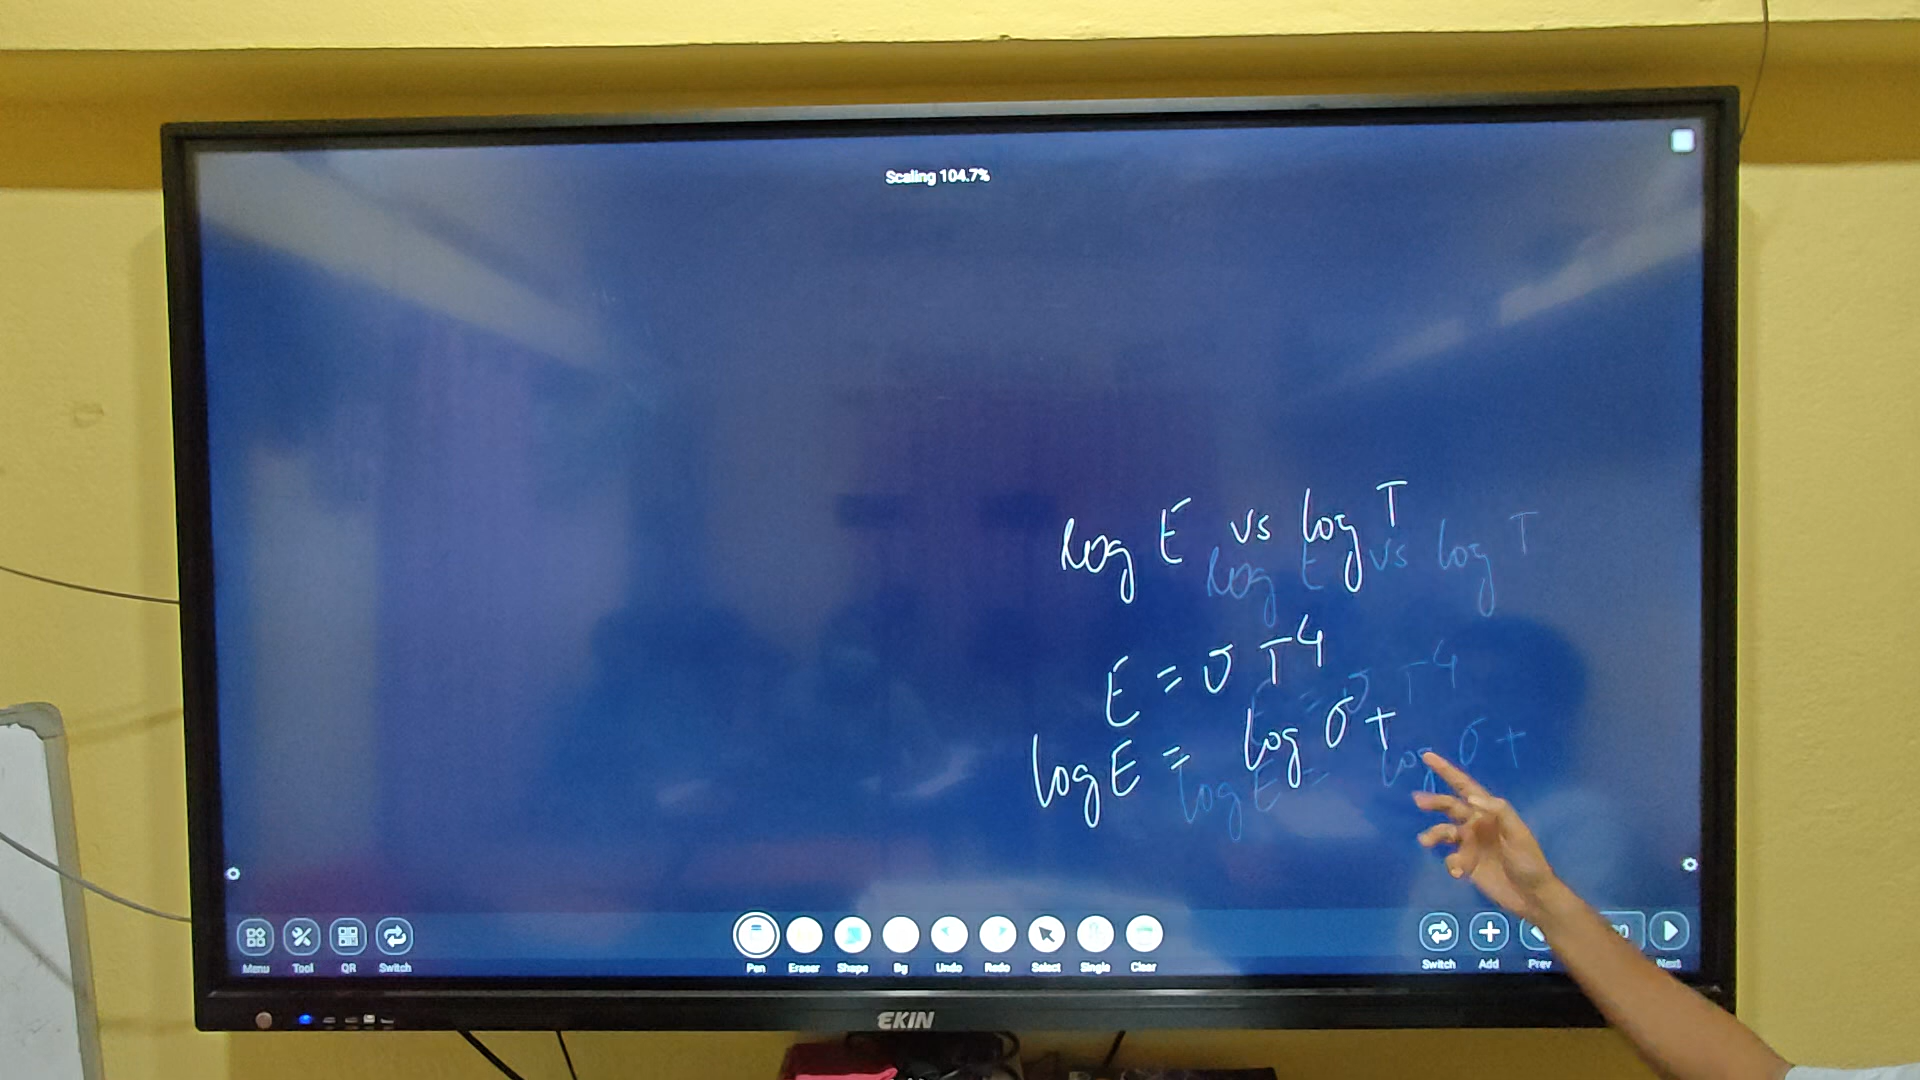 Scaling 104.7%
log E vs log T
E = σ T⁴
log E = log σ +
Menu Tool QR Switch Pen Eraser Shape Bg Undo Redo Select Single Clear Switch Add Prev Next
EKIN